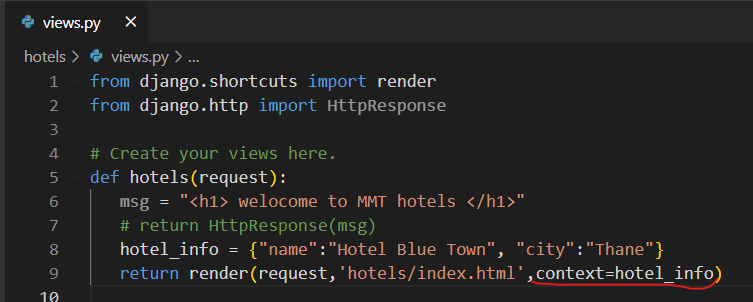 views.py ×
hotels > views.py > ...
1 from django.shortcuts import render
2 from django.http import HttpResponse
3
4 # Create your views here.
5 def hotels(request):
6 msg = "<h1> welocome to MMT hotels </h1>"
7 # return HttpResponse(msg)
8 hotel_info = {"name":"Hotel Blue Town", "city":"Thane"}
9 return render(request,'hotels/index.html',context=hotel_info)
10